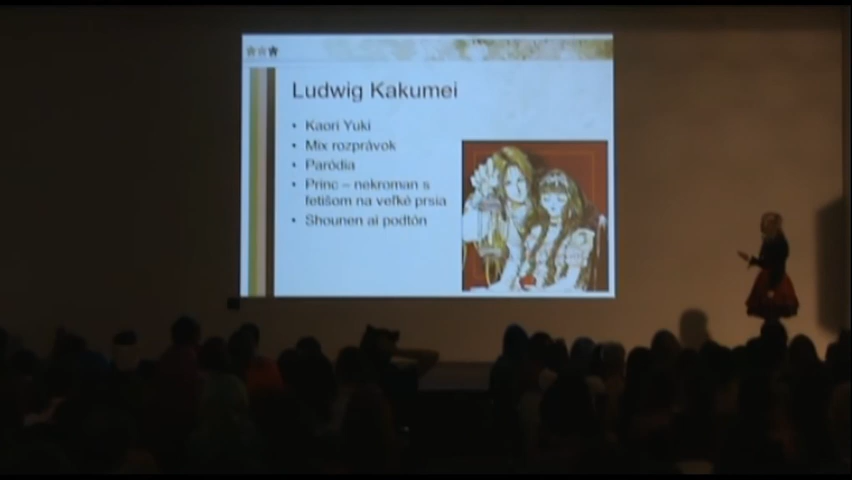 Ludwig Kakumei
• Kaori Yuki
• Mix rozprávok
• Paródia
• Princ – nekroman s
fetišom na veľké prsia
• Shounen ai podtón